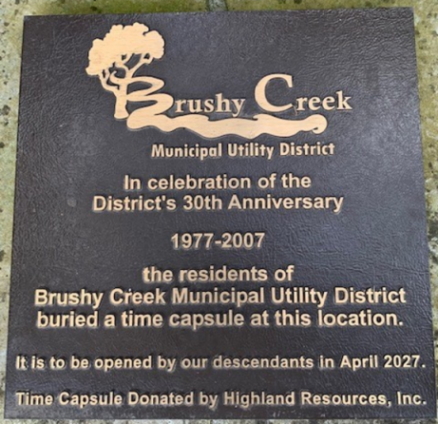 Brushy Creek
Municipal Utility District
In celebration of the
District's 30th Anniversary
1977-2007
the residents of
Brushy Creek Municipal Utility District
buried a time capsule at this location.
It is to be opened by our descendants in April 2027.
Time Capsule Donated by Highland Resources, Inc.